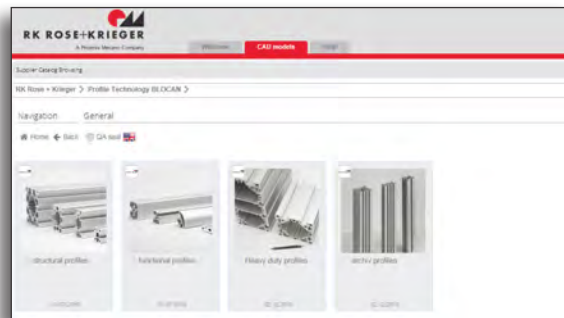 RK ROSE+KRIEGER
A Phoenix Mecano Company
Welcome CAD models Help
Supplier Catalog Browsing
RK Rose + Krieger > Profile Technology BLOCAN >
Navigation General
Home Back QA seal
structural profiles functional profiles Heavy duty profiles archiv profiles